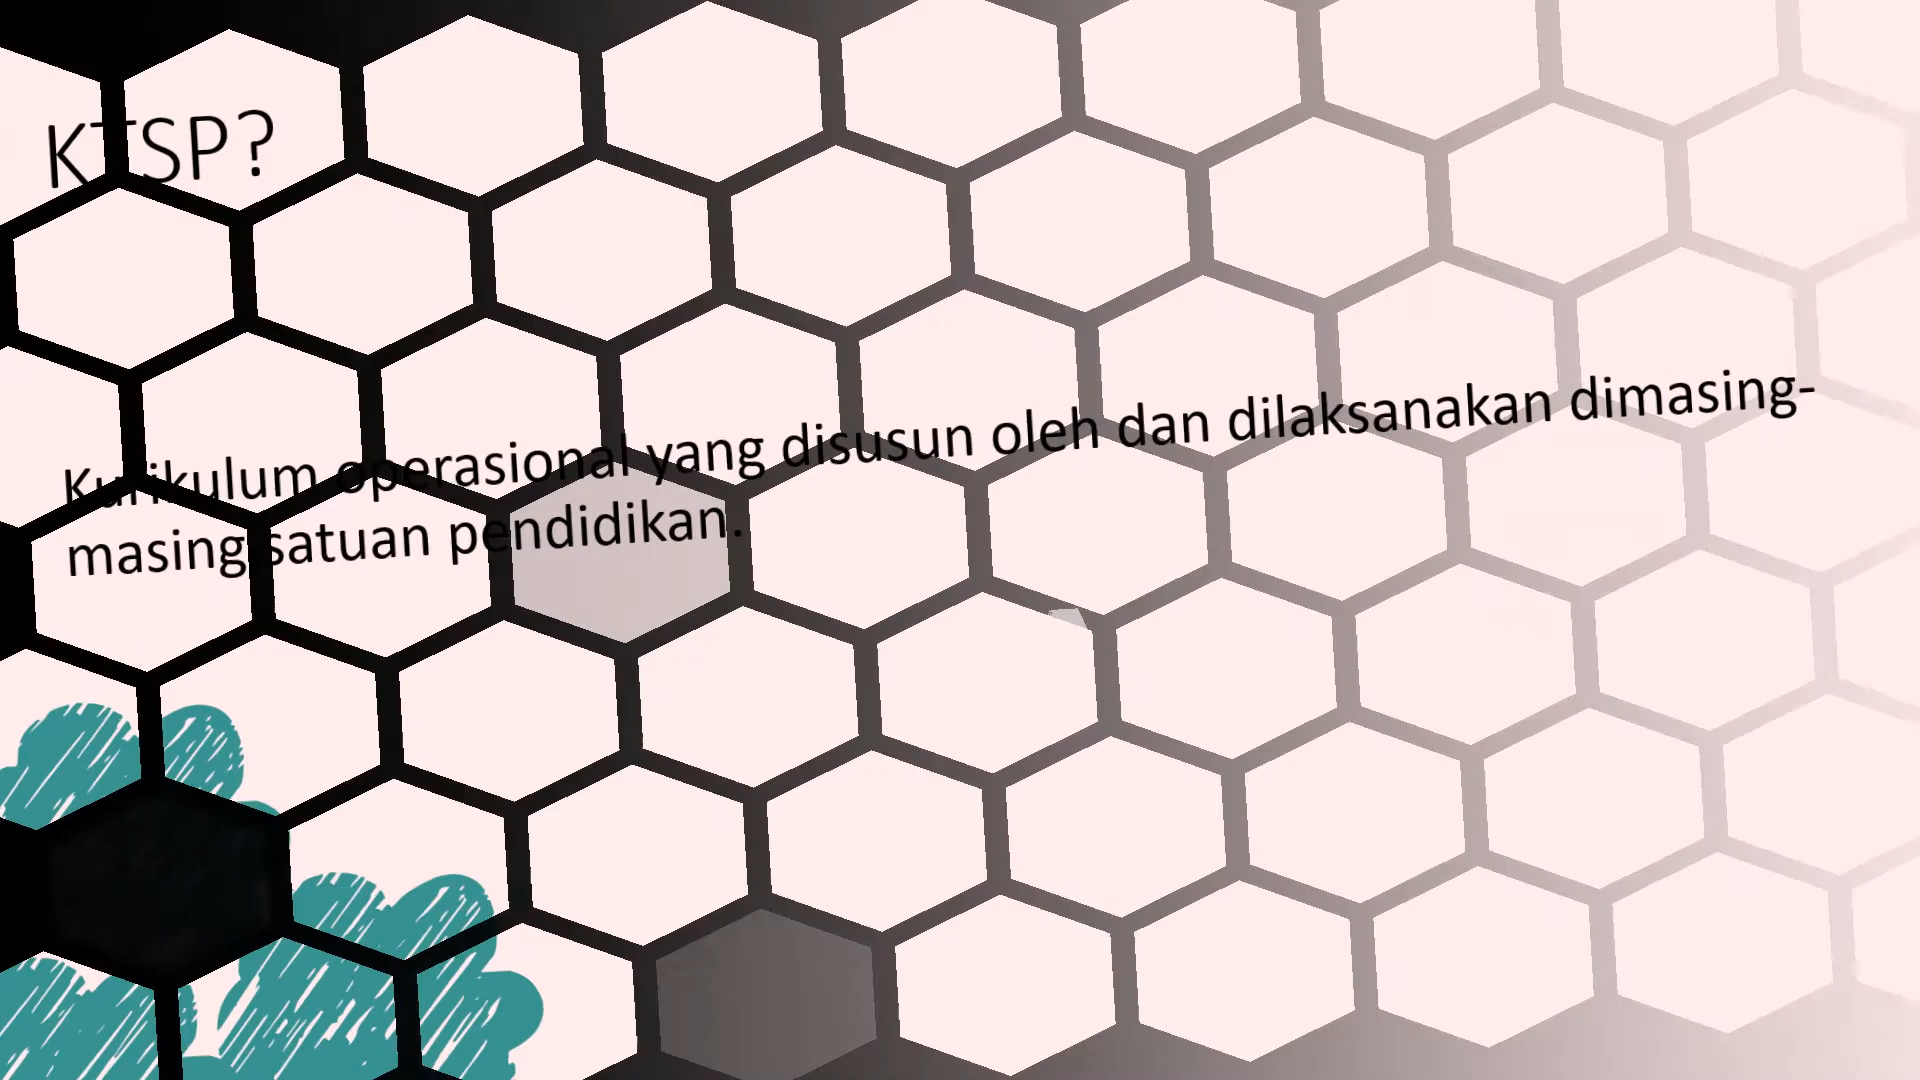 KTSP?
Kurikulum operasional yang disusun oleh dan dilaksanakan dimasing-
masing satuan pendidikan.